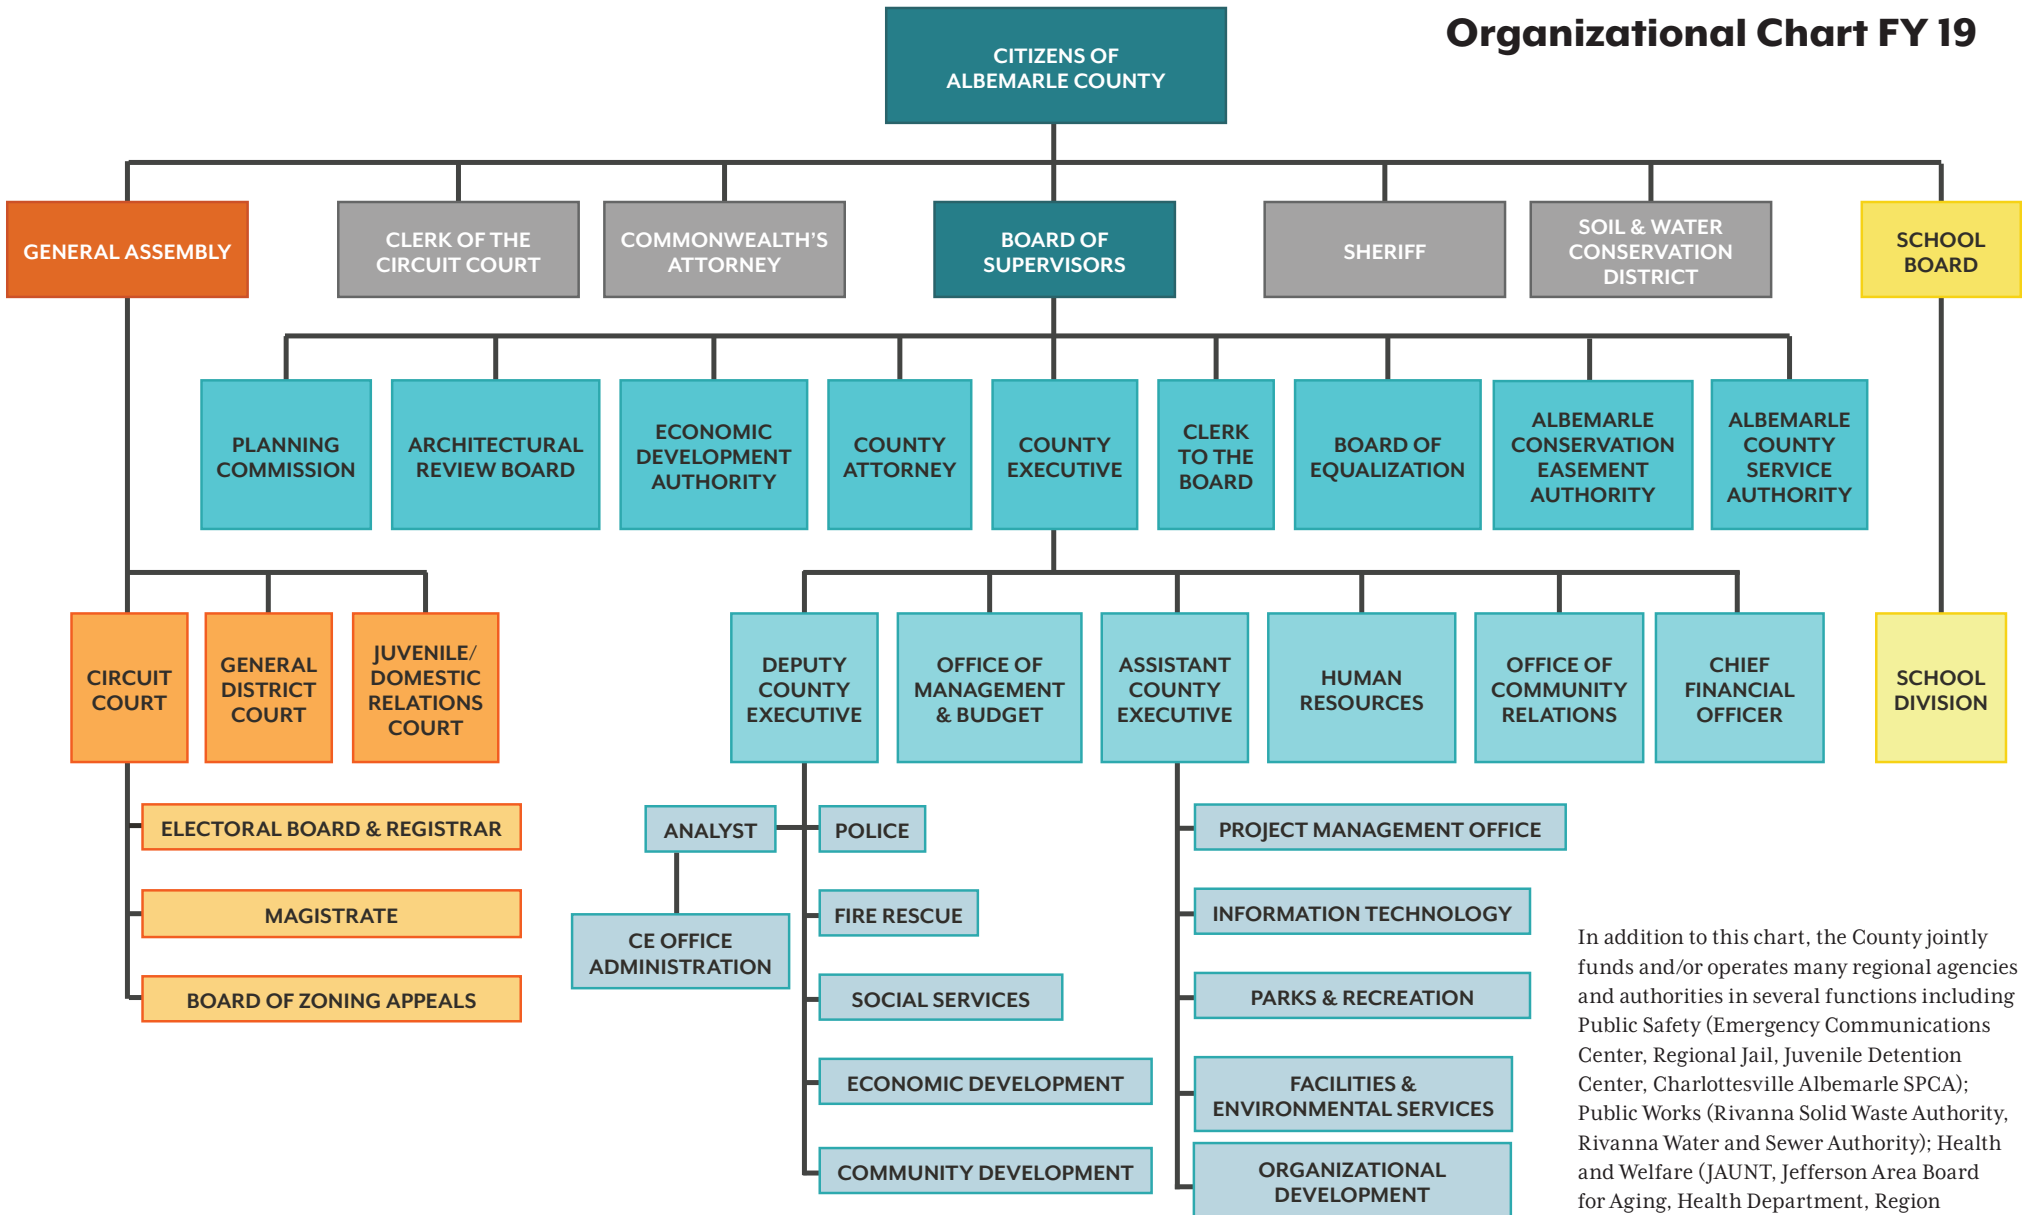 Organizational Chart FY 19
CITIZENS OF
ALBEMARLE COUNTY
GENERAL ASSEMBLY
CLERK OF THE
CIRCUIT COURT
COMMONWEALTH'S
ATTORNEY
BOARD OF
SUPERVISORS
SHERIFF
SOIL & WATER
CONSERVATION
DISTRICT
SCHOOL
BOARD
PLANNING
COMMISSION
ARCHITECTURAL
REVIEW BOARD
ECONOMIC
DEVELOPMENT
AUTHORITY
COUNTY
ATTORNEY
COUNTY
EXECUTIVE
CLERK
TO THE
BOARD
BOARD OF
EQUALIZATION
ALBEMARLE
CONSERVATION
EASEMENT
AUTHORITY
ALBEMARLE
COUNTY
SERVICE
AUTHORITY
CIRCUIT
COURT
GENERAL
DISTRICT
COURT
JUVENILE/
DOMESTIC
RELATIONS
COURT
DEPUTY
COUNTY
EXECUTIVE
OFFICE OF
MANAGEMENT
& BUDGET
ASSISTANT
COUNTY
EXECUTIVE
HUMAN
RESOURCES
OFFICE OF
COMMUNITY
RELATIONS
CHIEF
FINANCIAL
OFFICER
SCHOOL
DIVISION
ELECTORAL BOARD & REGISTRAR
MAGISTRATE
BOARD OF ZONING APPEALS
ANALYST
CE OFFICE
ADMINISTRATION
POLICE
FIRE RESCUE
SOCIAL SERVICES
ECONOMIC DEVELOPMENT
COMMUNITY DEVELOPMENT
PROJECT MANAGEMENT OFFICE
INFORMATION TECHNOLOGY
PARKS & RECREATION
FACILITIES &
ENVIRONMENTAL SERVICES
ORGANIZATIONAL
DEVELOPMENT
In addition to this chart, the County jointly
funds and/or operates many regional agencies
and authorities in several functions including
Public Safety (Emergency Communications
Center, Regional Jail, Juvenile Detention
Center, Charlottesville Albemarle SPCA);
Public Works (Rivanna Solid Waste Authority,
Rivanna Water and Sewer Authority); Health
and Welfare (JAUNT, Jefferson Area Board
for Aging, Health Department, Region